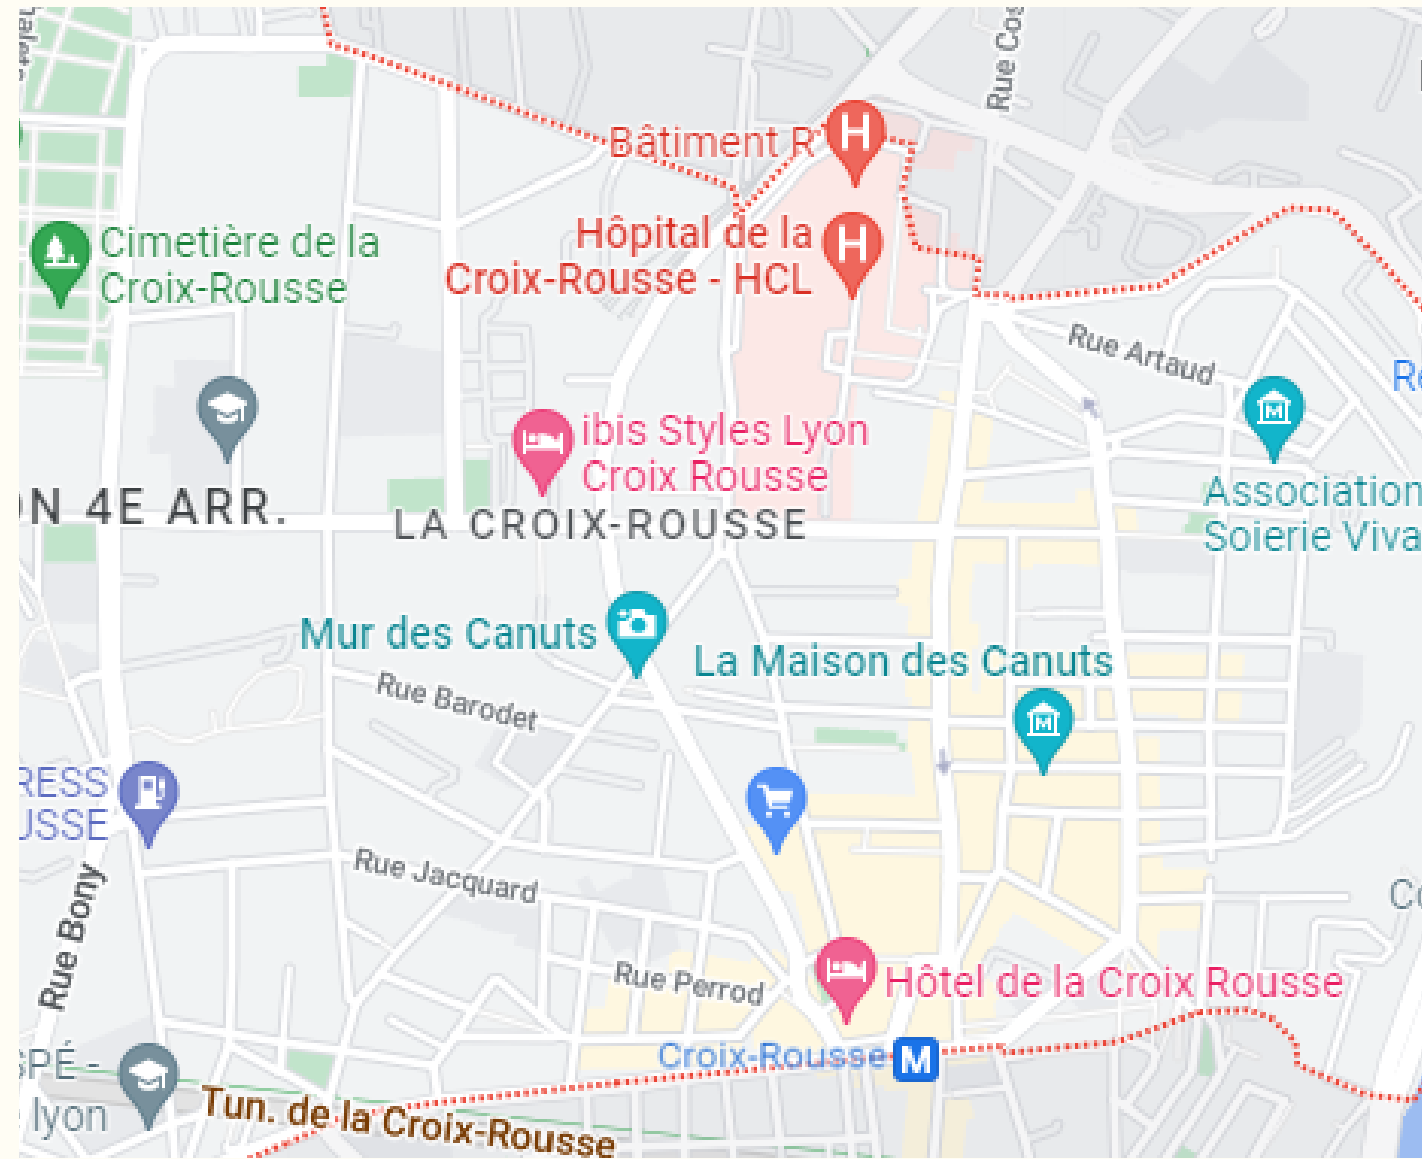 Rue Cos
Bâtiment R
Hôpital de la
Croix-Rousse - HCL
Cimetière de la
Croix-Rousse
Rue Artaud
ibis Styles Lyon
Croix Rousse
Association
Soierie Viva
ON 4E ARR.
LA CROIX-ROUSSE
Mur des Canuts
La Maison des Canuts
Rue Barodet
RESS
USSE
Rue Jacquard
Rue Bony
Rue Perrod
Hôtel de la Croix Rousse
Croix-Rousse
M
SPÉ -
lyon
Tun. de la Croix-Rousse